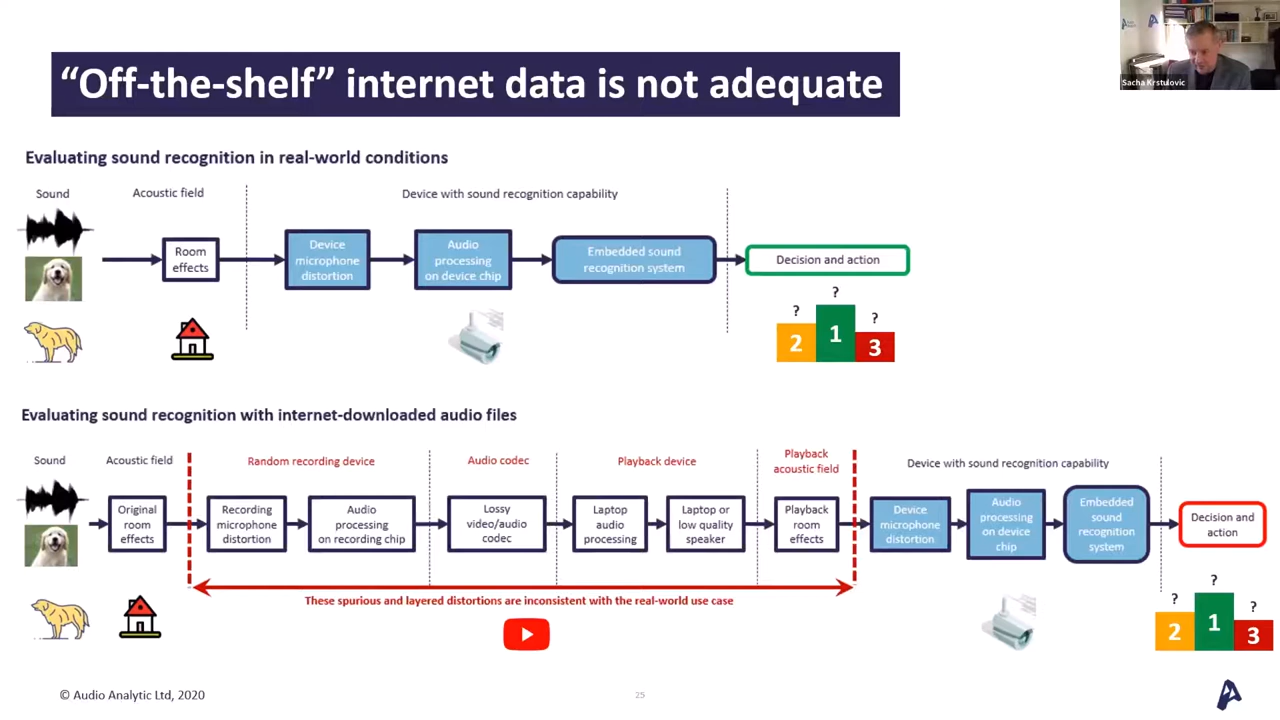 “Off-the-shelf” internet data is not adequate
Sacha Krstulovic
Evaluating sound recognition in real-world conditions
Sound
Acoustic field
Device with sound recognition capability
Room
effects
Device
microphone
distortion
Audio
processing
on device chip
Embedded sound
recognition system
Decision and action
?
?
?
2
1
3
Evaluating sound recognition with internet-downloaded audio files
Sound
Acoustic field
Random recording device
Audio codec
Playback device
Playback
acoustic field
Device with sound recognition capability
Original
room
effects
Recording
microphone
distortion
Audio
processing
on recording chip
Lossy
video/audio
codec
Laptop
audio
processing
Laptop or
low quality
speaker
Playback
room
effects
Device
microphone
distortion
Audio
processing
on device
chip
Embedded
sound
recognition
system
Decision and
action
These spurious and layered distortions are inconsistent with the real-world use case
?
?
?
2
1
3
© Audio Analytic Ltd, 2020
25